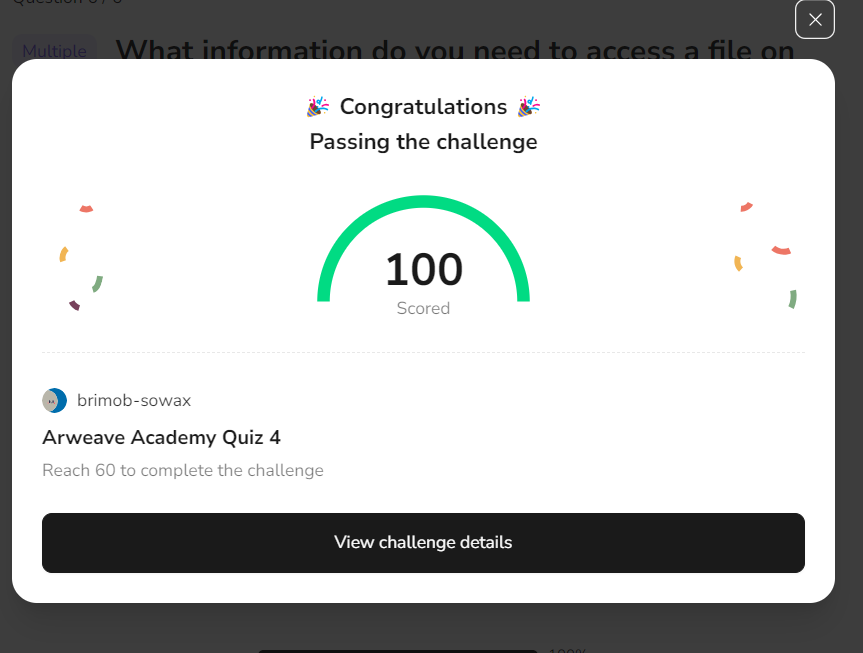 Question 6 / 6
Multiple What information do you need to access a file on
Congratulations
Passing the challenge
100
Scored
brimob-sowax
Arweave Academy Quiz 4
Reach 60 to complete the challenge
View challenge details
100%